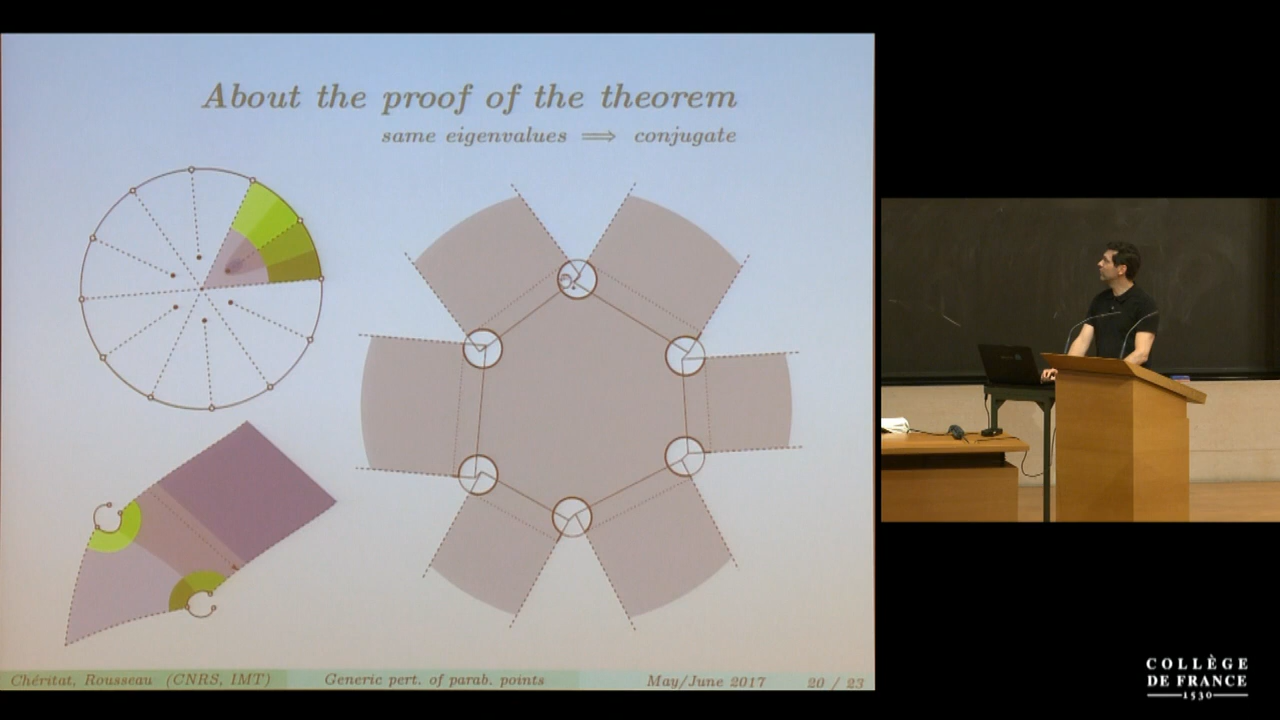 About the proof of the theorem
same eigenvalues ⟹ conjugate
Chéritat, Rousseau (CNRS, IMT) Generic pert. of parab. points May/June 2017 20 / 23
COLLÈGE
DE FRANCE
1530